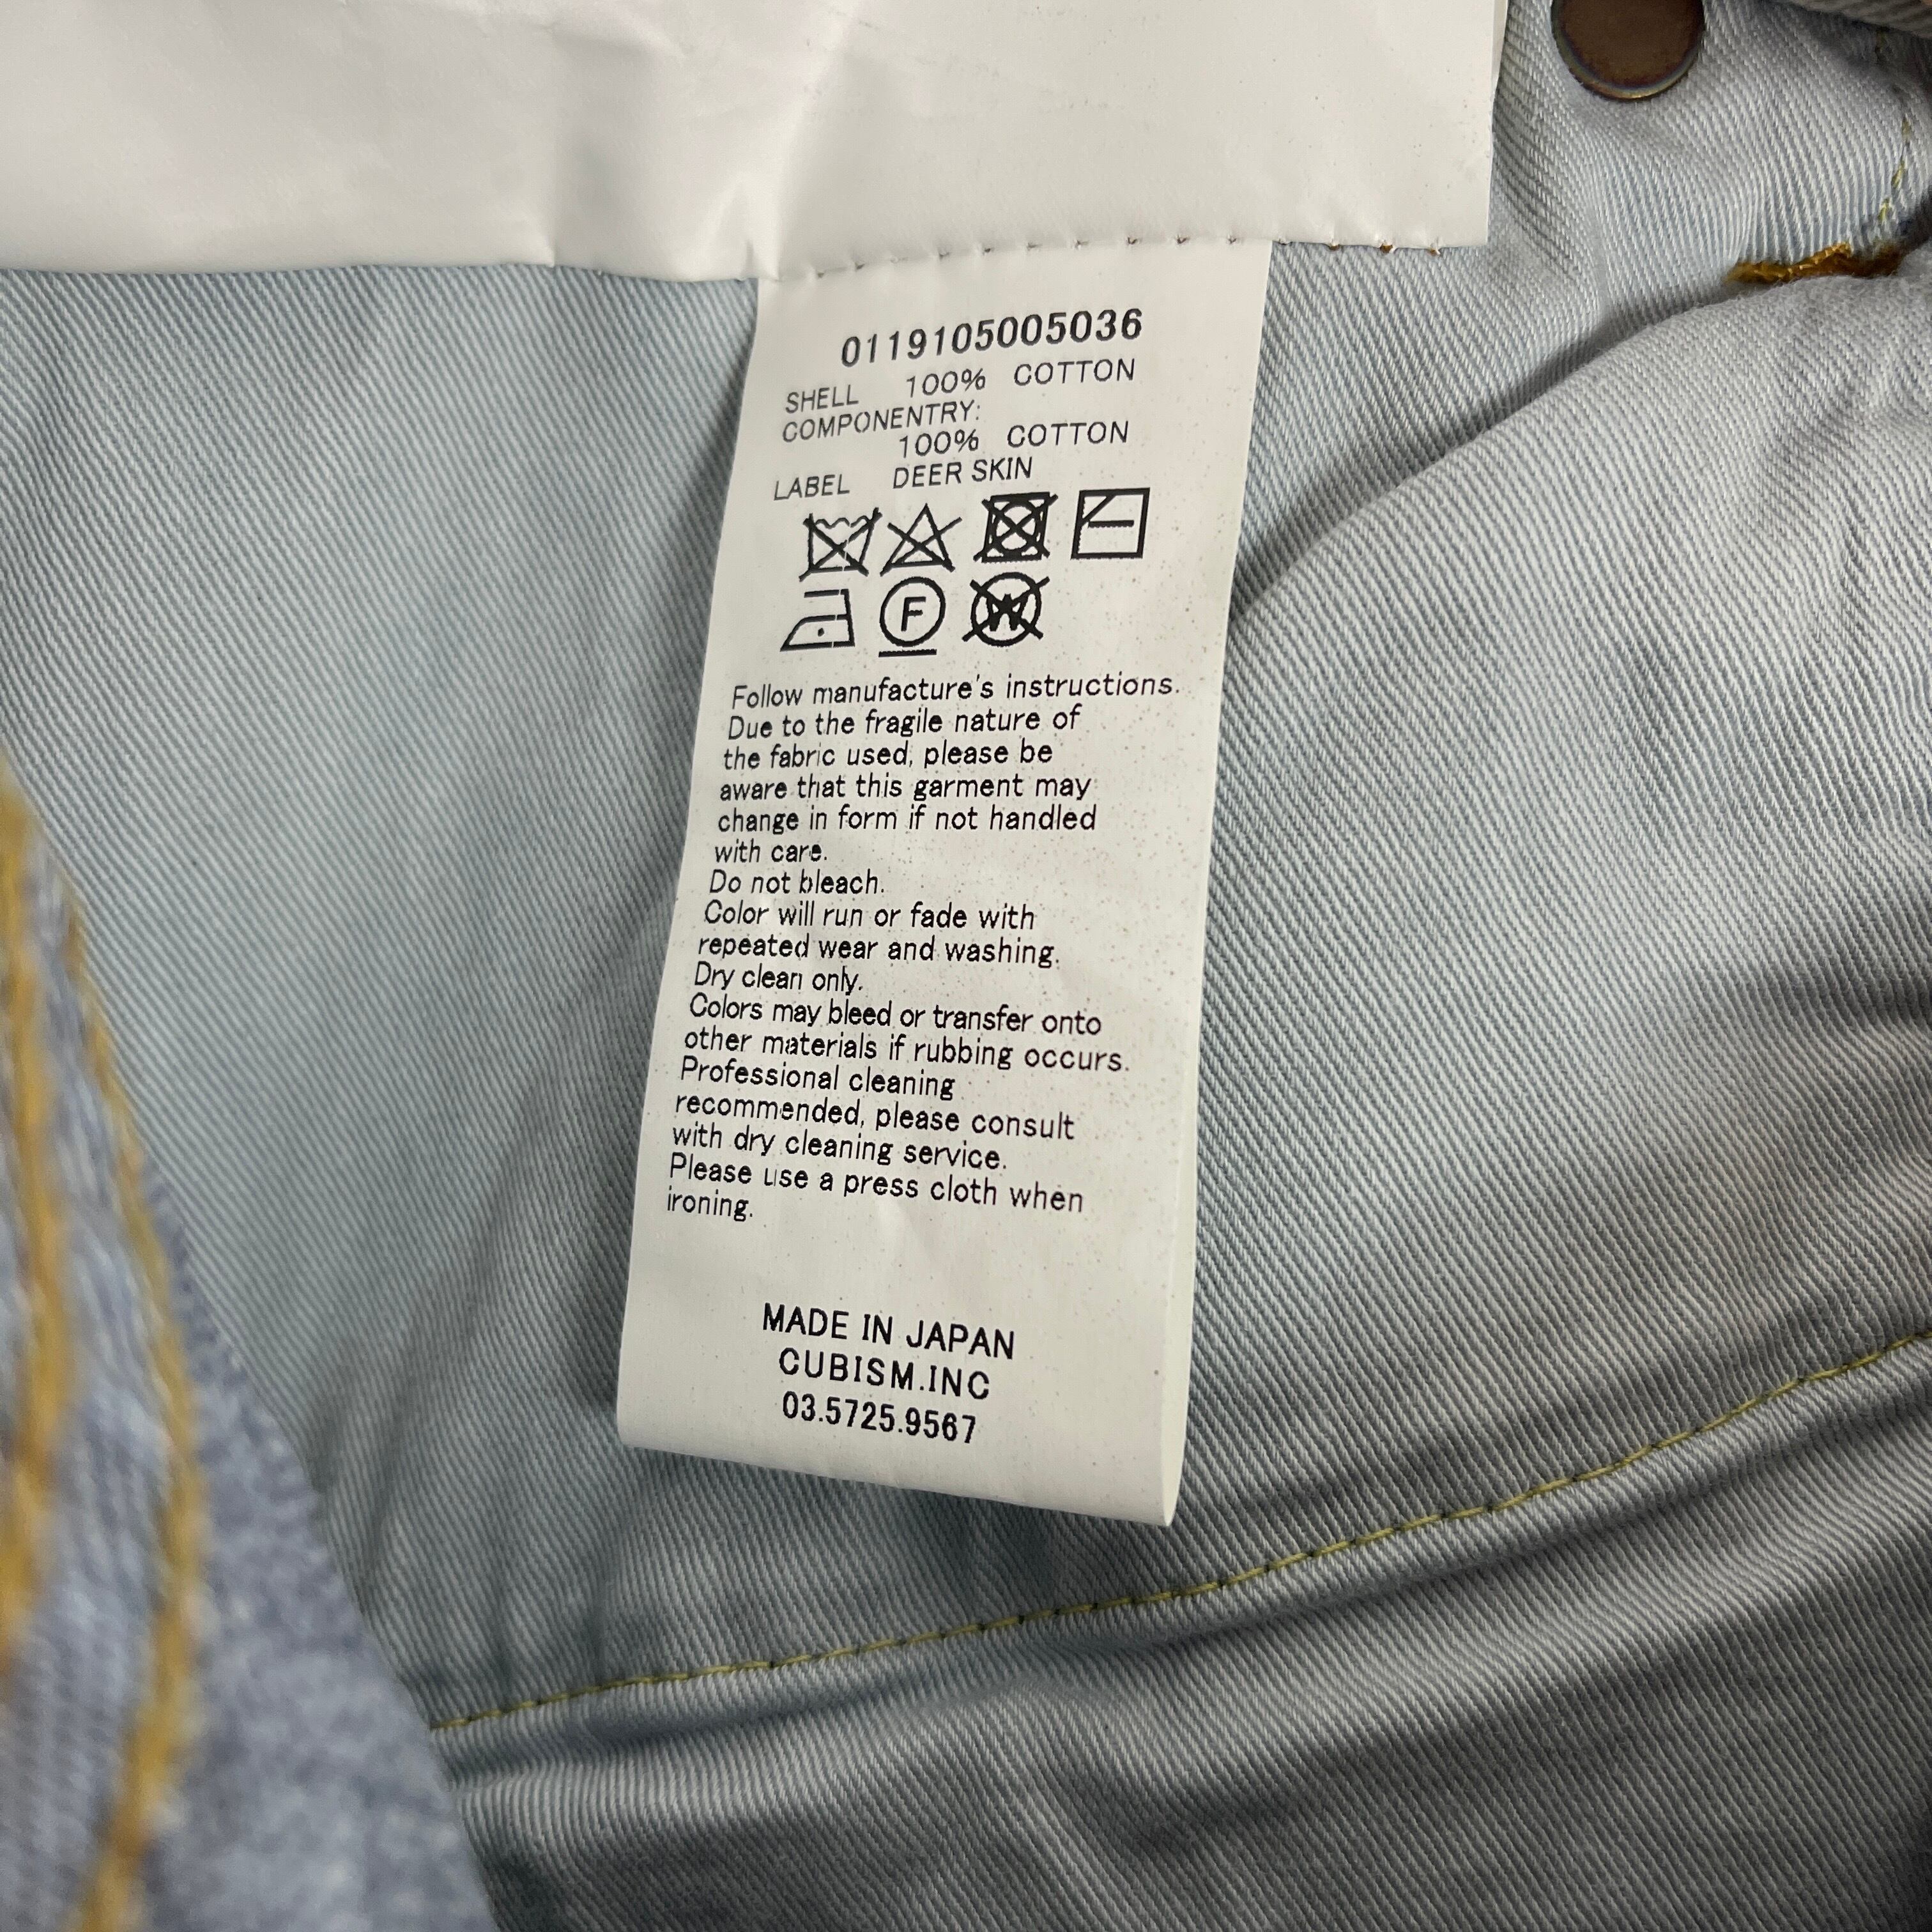 0119105005036
SHELL 100% COTTON
COMPONENTRY:
100% COTTON
LABEL DEER SKIN
F W
Follow manufacture's instructions.
Due to the fragile nature of
the fabric used, please be
aware that this garment may
change in form if not handled
with care.
Do not bleach.
Color will run or fade with
repeated wear and washing.
Dry clean only.
Colors may bleed or transfer onto
other materials if rubbing occurs.
Professional cleaning
recommended, please consult
with dry cleaning service.
Please use a press cloth when
ironing.
MADE IN JAPAN
CUBISM.INC
03.5725.9567